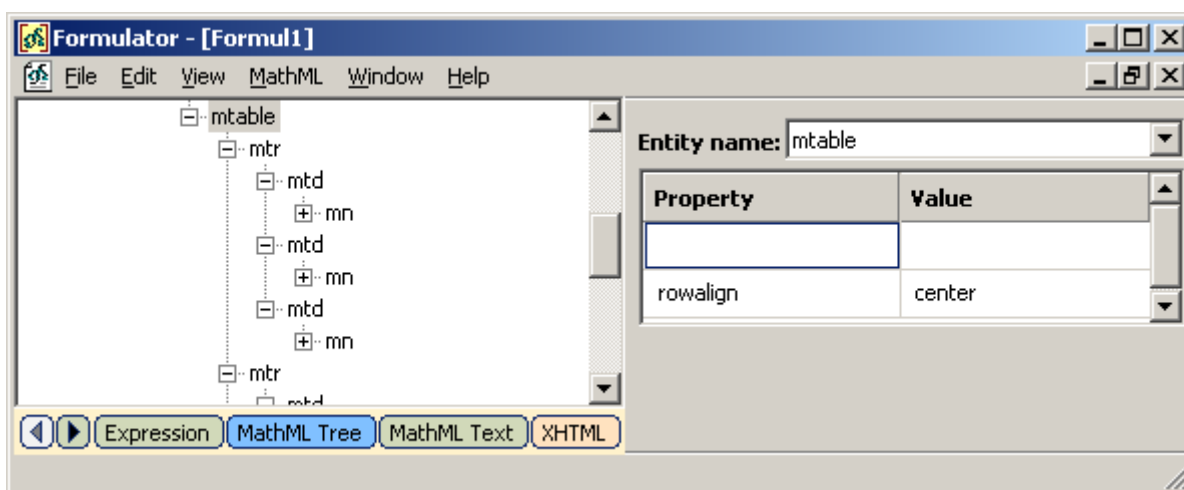 Formulator - [Formul1]
File Edit View MathML Window Help
mtable
mtr
mtd
mn
mtd
mn
mtd
mn
mtr
mtd
Expression MathML Tree MathML Text XHTML
Entity name: mtable
Property Value
rowalign center